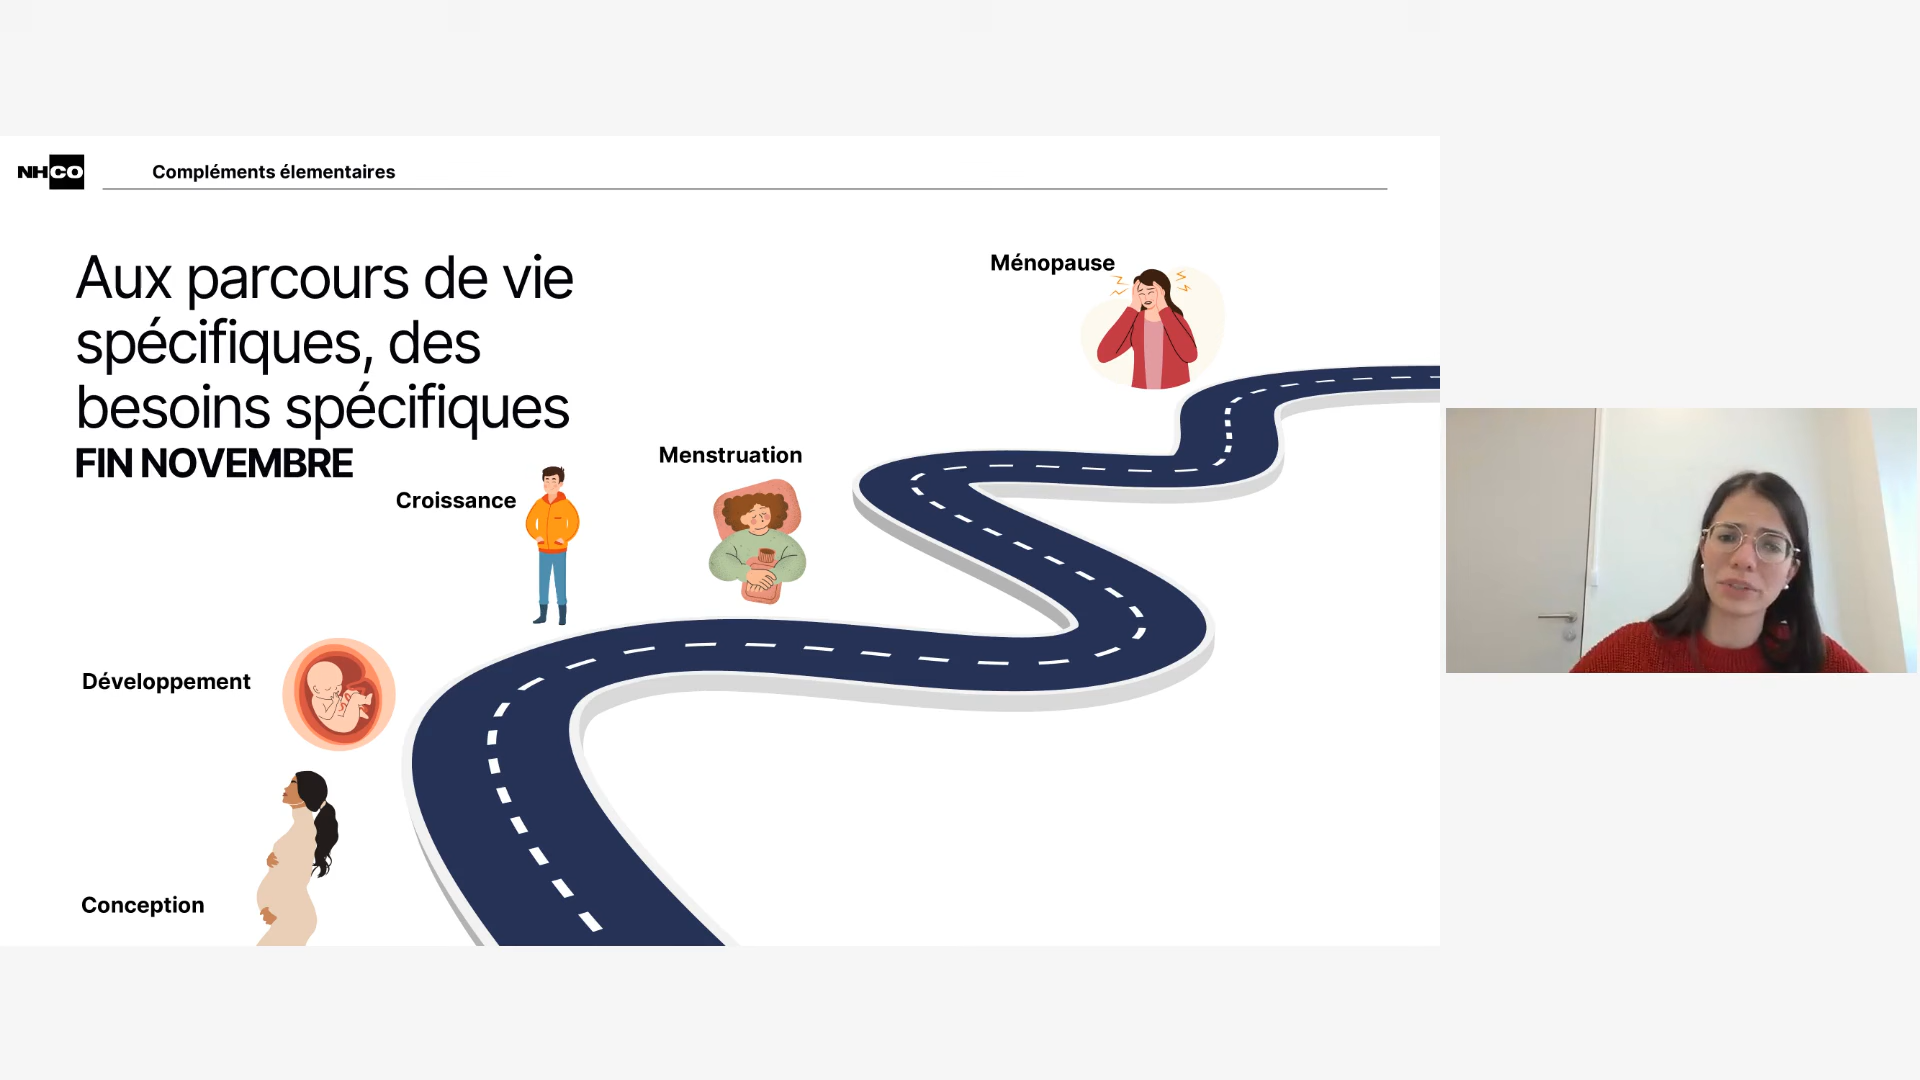 NHCO
Compléments élementaires
Aux parcours de vie
spécifiques, des
besoins spécifiques
FIN NOVEMBRE
Ménopause
Menstruation
Croissance
Développement
Conception